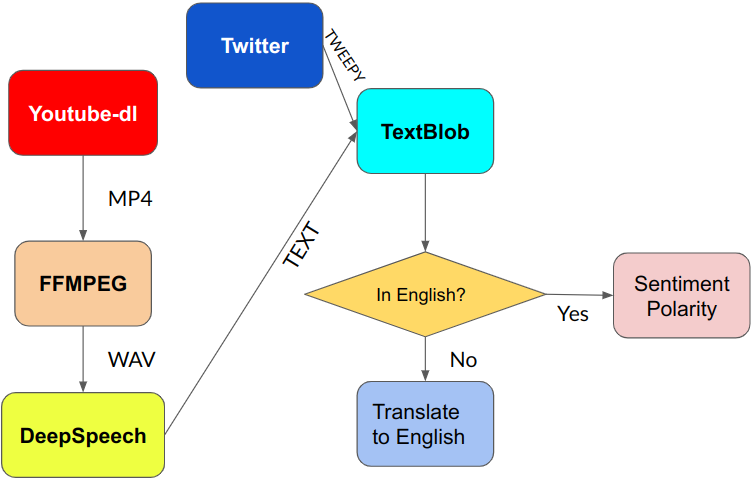 Twitter
TWEEPY
Youtube-dl
TextBlob
MP4
TEXT
FFMPEG
In English?
Yes
Sentiment
Polarity
WAV
No
DeepSpeech
Translate
to English